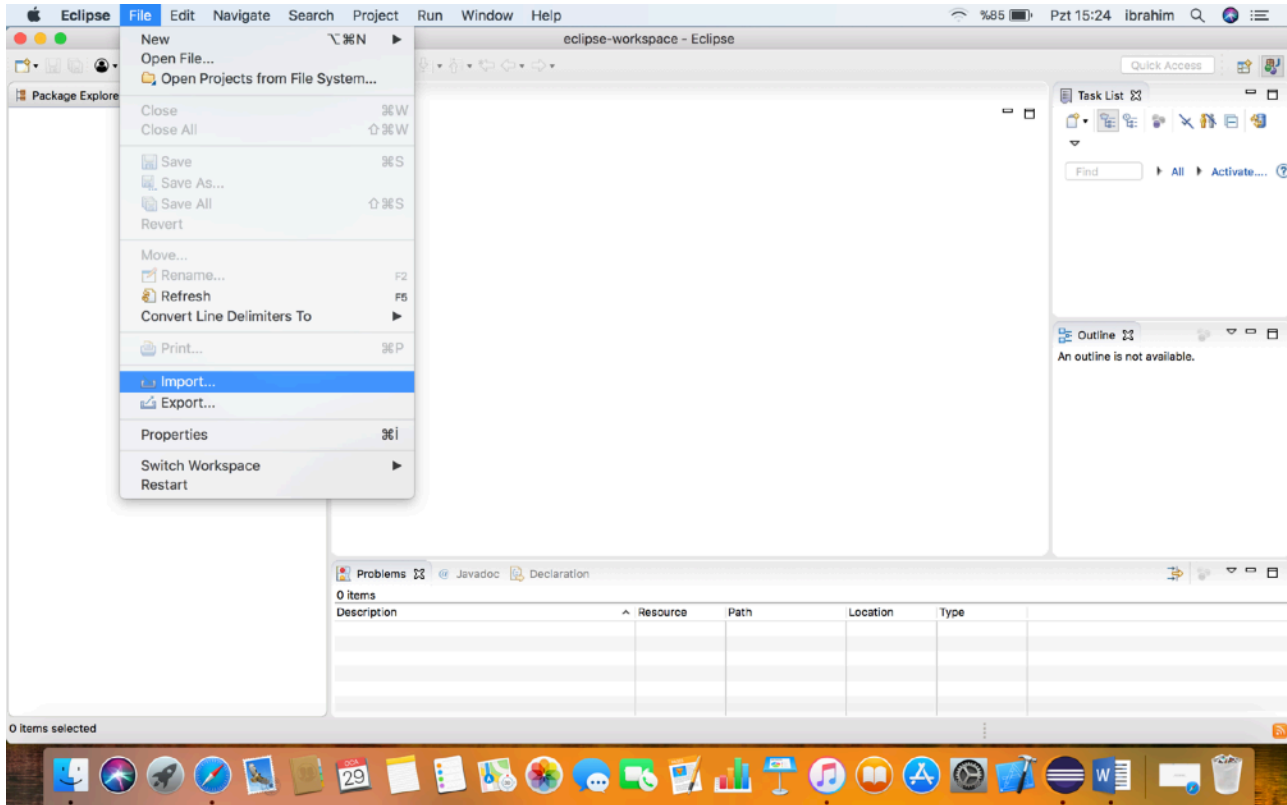 Eclipse File Edit Navigate Search Project Run Window Help %85 Pzt 15:24 ibrahim
eclipse-workspace - Eclipse
Quick Access
Package Explore
New ⌥⌘N ▶
Open File...
Open Projects from File System...
Close ⌘W
Close All ⇧⌘W
Save ⌘S
Save As...
Save All ⇧⌘S
Revert
Move...
Rename... F2
Refresh F5
Convert Line Delimiters To ▶
Print... ⌘P
Import...
Export...
Properties ⌘İ
Switch Workspace ▶
Restart
Task List
Find All Activate....
Outline
An outline is not available.
Problems @ Javadoc Declaration
0 items
Description Resource Path Location Type
0 items selected
OCA
29
W